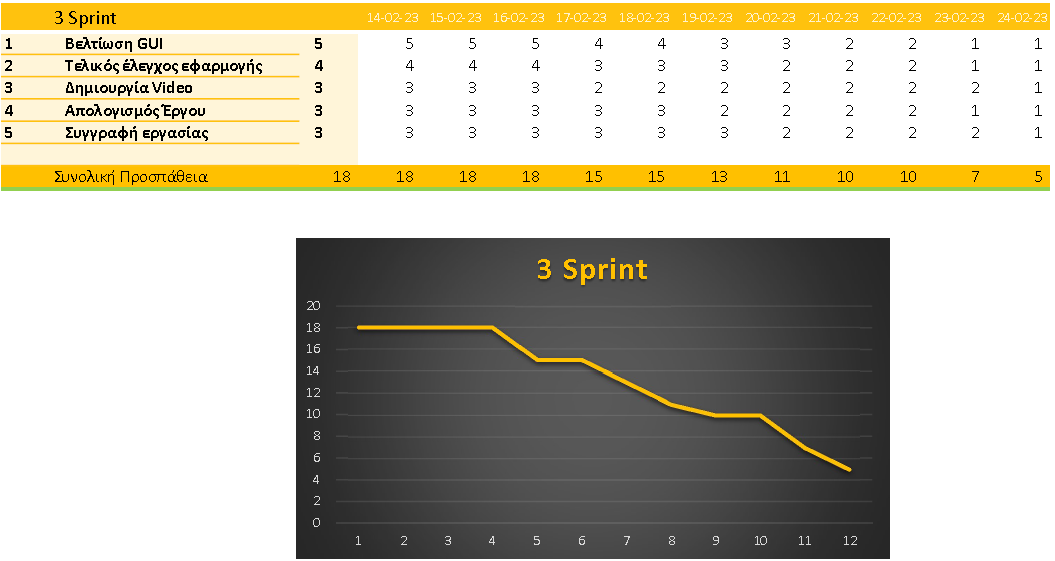 3 Sprint 14-02-23 15-02-23 16-02-23 17-02-23 18-02-23 19-02-23 20-02-23 21-02-23 22-02-23 23-02-23 24-02-23
1 Βελτίωση GUI 5 5 5 5 4 4 3 3 2 2 1 1
2 Τελικός έλεγχος εφαρμογής 4 4 4 4 3 3 3 2 2 2 1 1
3 Δημιουργία Video 3 3 3 3 2 2 2 2 2 2 2 1
4 Απολογισμός Έργου 3 3 3 3 3 3 2 2 2 2 1 1
5 Συγγραφή εργασίας 3 3 3 3 3 3 3 2 2 2 2 1
Συνολική Προσπάθεια 18 18 18 18 15 15 13 11 10 10 7 5
3 Sprint
20
18
16
14
12
10
8
6
4
2
0
1 2 3 4 5 6 7 8 9 10 11 12